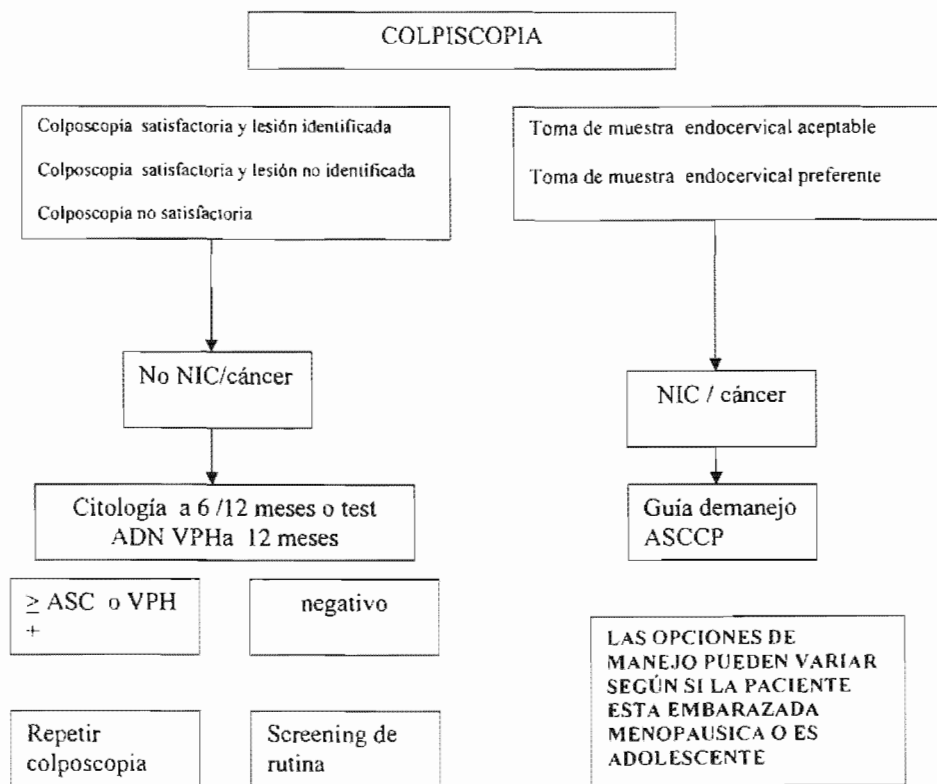 COLPISCOPIA
Colposcopia satisfactoria y lesión identificada
Colposcopia satisfactoria y lesión no identificada
Colposcopia no satisfactoria
Toma de muestra endocervical aceptable
Toma de muestra endocervical preferente
No NIC/cáncer
NIC / cáncer
Citología a 6 /12 meses o test
ADN VPHa 12 meses
Guía demanejo
ASCCP
≥ ASC o VPH
+
negativo
LAS OPCIONES DE
MANEJO PUEDEN VARIAR
SEGÚN SI LA PACIENTE
ESTA EMBARAZADA
MENOPAUSICA O ES
ADOLESCENTE
Repetir
colposcopia
Screening de
rutina